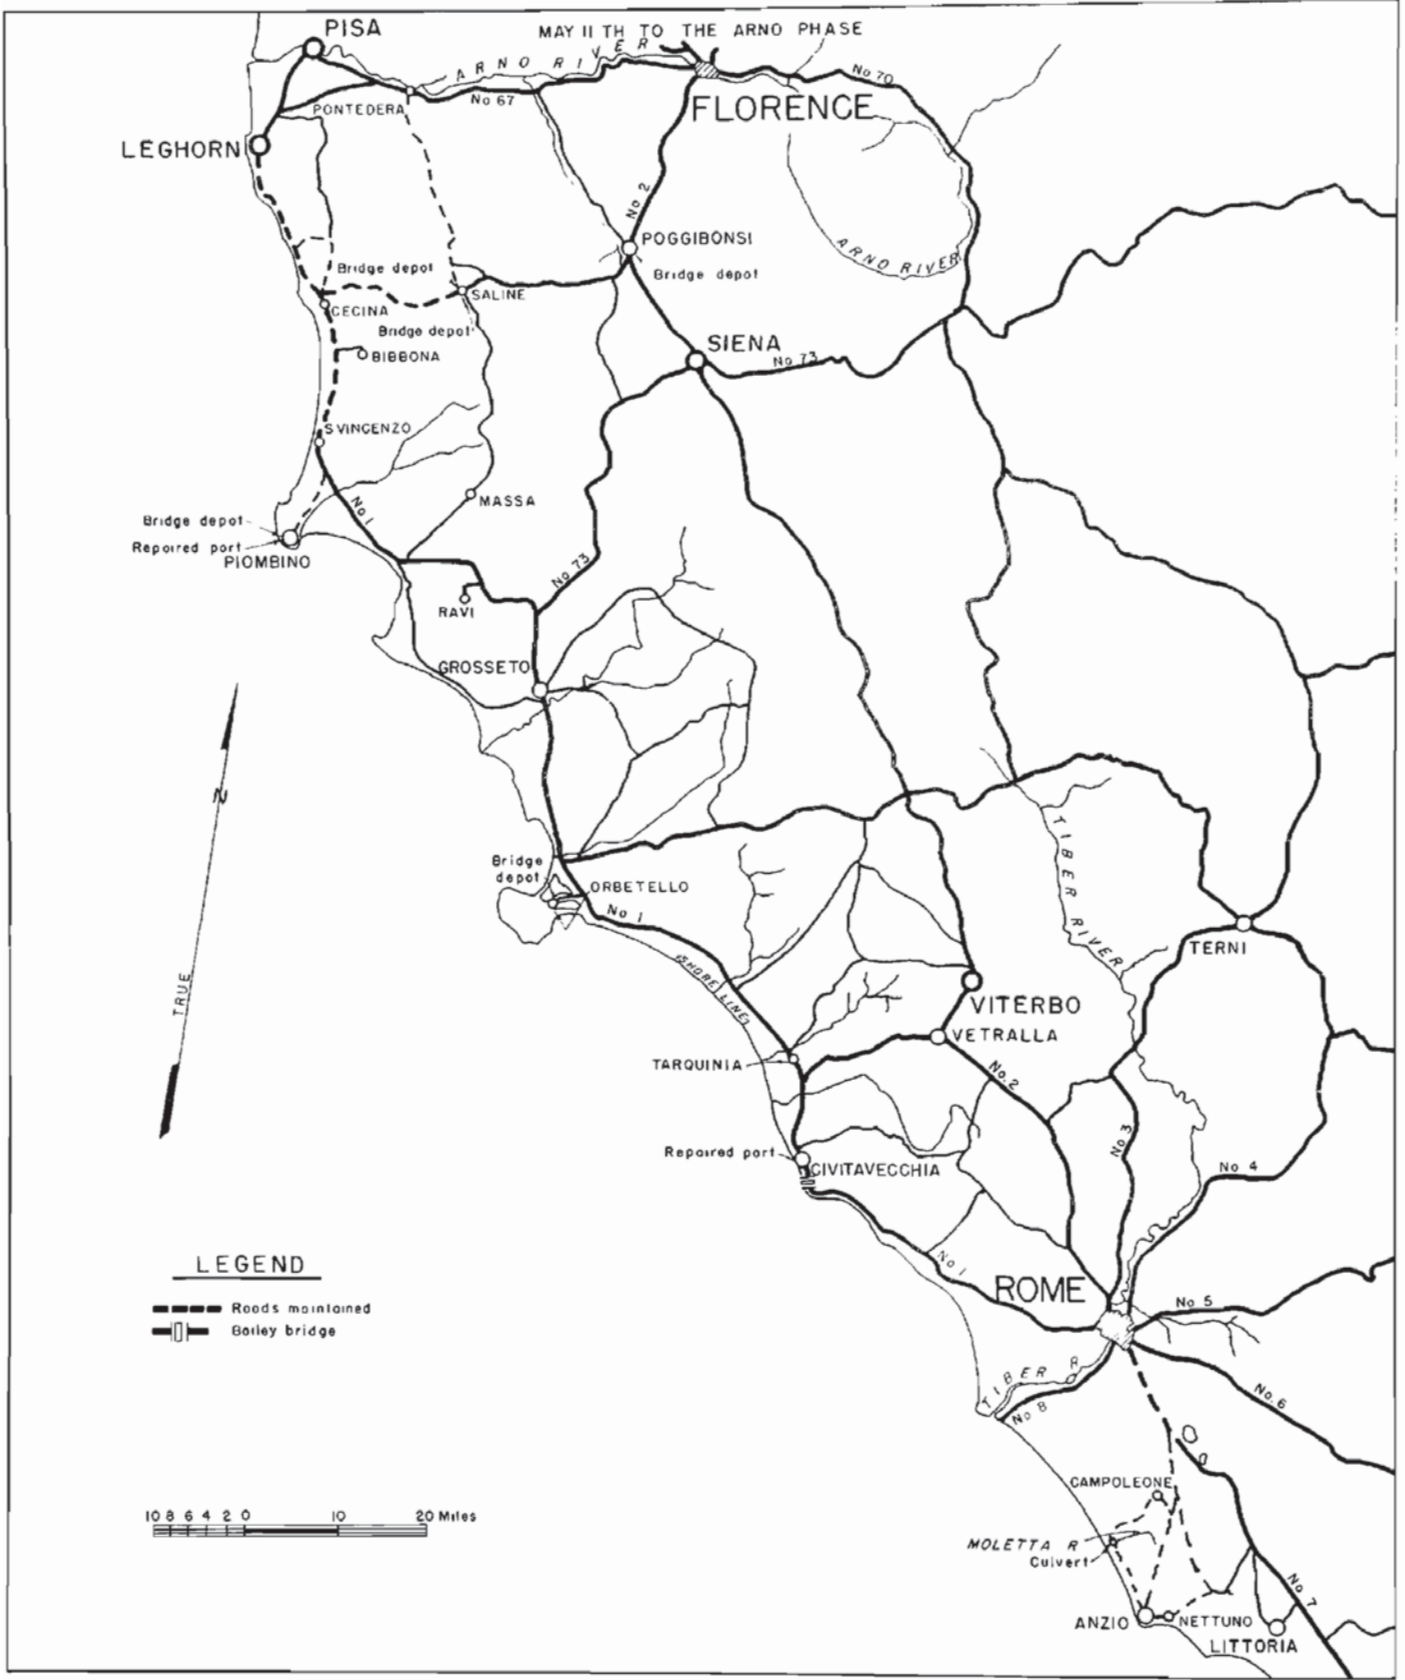 MAY 11 TH TO THE ARNO PHASE
PISA
ARNO RIVER
No 70
PONTEDERA
No 67
FLORENCE
LEGHORN
No 2
POGGIBONSI
ARNO RIVER
Bridge depot
Bridge depot
SALINE
CECINA
Bridge depot
SIENA
BIBBONA
No 73
S VINCENZO
MASSA
No 1
Bridge depot
Repaired port
PIOMBINO
No 73
RAVI
GROSSETO
N
TRUE
Bridge
depot
ORBETELLO
No 1
TIBER RIVER
TERNI
SHORE LINE
VITERBO
VETRALLA
TARQUINIA
No. 2
No 3
Repaired port
CIVITAVECCHIA
No 4
No 1
LEGEND
ROME
Roads maintained
Bailey bridge
No 5
TIBER R
No 8
No. 6
CAMPOLEONE
10 8 6 4 2 0 10 20 Miles
MOLETTA R
Culvert
No 7
ANZIO
NETTUNO
LITTORIA